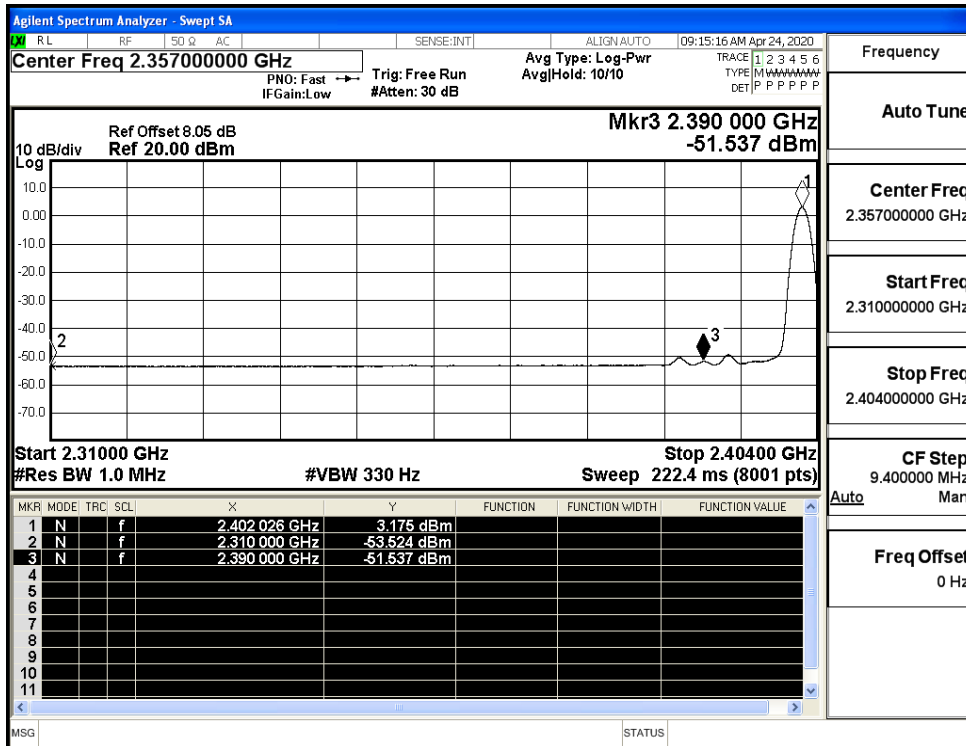 Agilent Spectrum Analyzer - Swept SA
LXI RL RF 50 Ω AC SENSE:INT ALIGN AUTO 09:15:16 AM Apr 24, 2020
Center Freq 2.357000000 GHz
PNO: Fast
IFGain:Low
Trig: Free Run
#Atten: 30 dB
Avg Type: Log-Pwr
Avg|Hold: 10/10
TRACE 1 2 3 4 5 6
TYPE M WWWWW
DET P P P P P P
Mkr3 2.390 000 GHz
-51.537 dBm
Ref Offset 8.05 dB
10 dB/div Ref 20.00 dBm
Log
10.0
0.00
-10.0
-20.0
-30.0
-40.0
-50.0
-60.0
-70.0
1
2
3
Start 2.31000 GHz Stop 2.40400 GHz
#Res BW 1.0 MHz #VBW 330 Hz Sweep 222.4 ms (8001 pts)
MKR MODE TRC SCL X Y FUNCTION FUNCTION WIDTH FUNCTION VALUE
1 N f 2.402 026 GHz 3.175 dBm
2 N f 2.310 000 GHz -53.524 dBm
3 N f 2.390 000 GHz -51.537 dBm
4
5
6
7
8
9
10
11
MSG STATUS
Frequency
Auto Tune
Center Freq
2.357000000 GHz
Start Freq
2.310000000 GHz
Stop Freq
2.404000000 GHz
CF Step
9.400000 MHz
Auto Man
Freq Offset
0 Hz